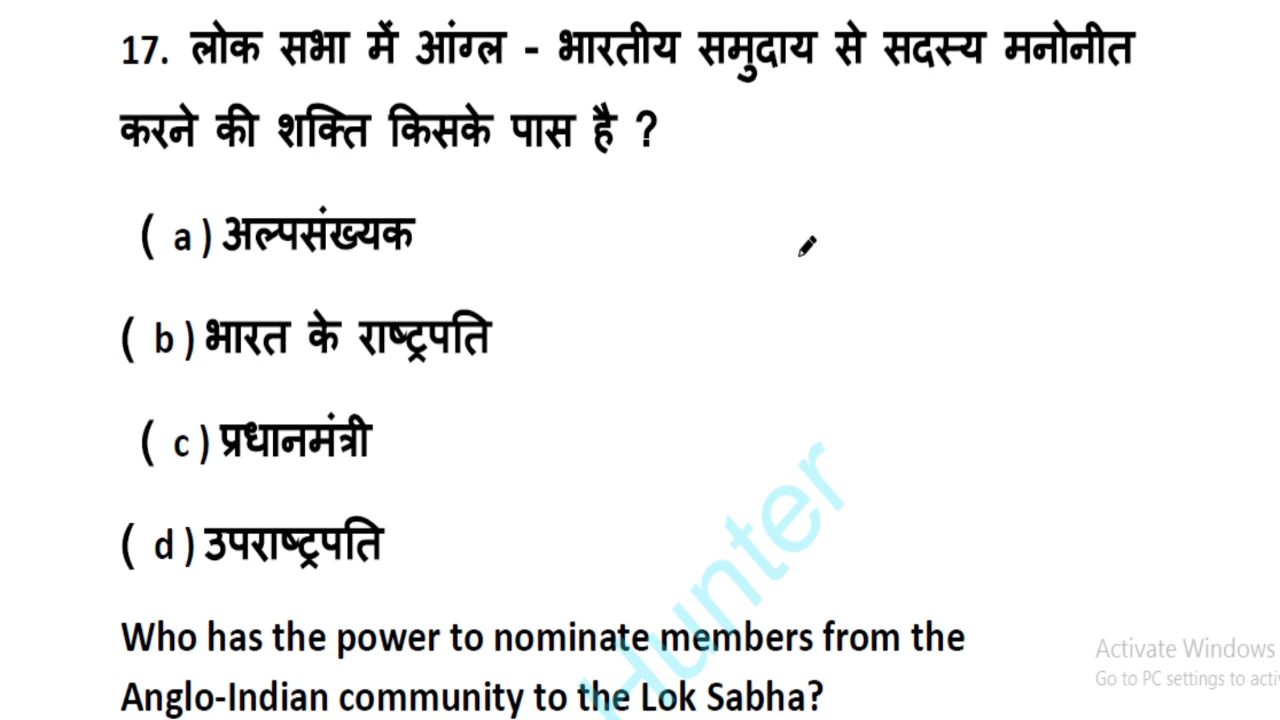 17. लोक सभा में आंग्ल - भारतीय समुदाय से सदस्य मनोनीत
करने की शक्ति किसके पास है ?
( a ) अल्पसंख्यक
( b ) भारत के राष्ट्रपति
( c ) प्रधानमंत्री
( d ) उपराष्ट्रपति
Who has the power to nominate members from the
Anglo-Indian community to the Lok Sabha?
Hunter
Activate Windows
Go to PC settings to activ